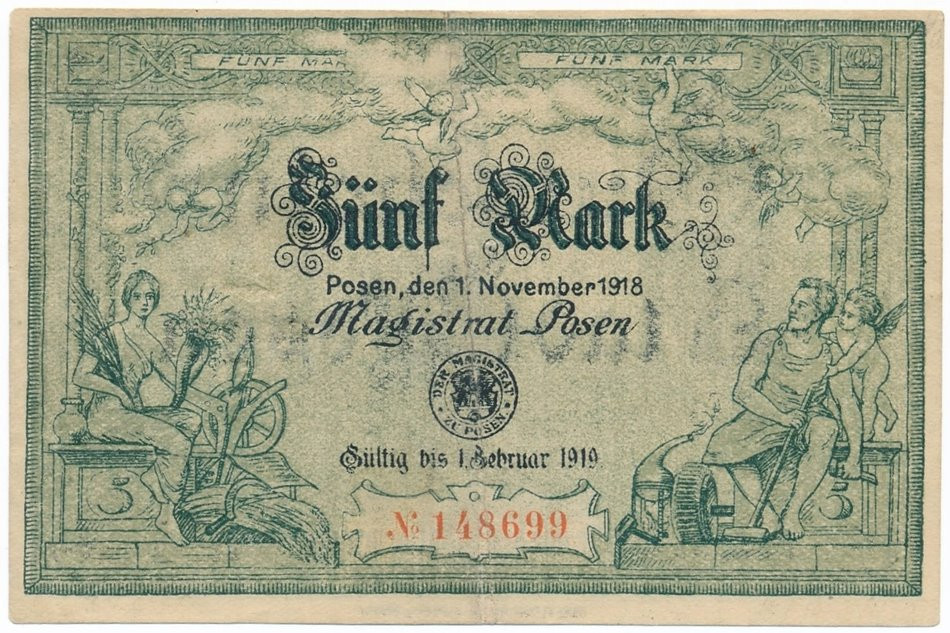 FÜNF MAR
FÜNF MARK
Fünf Mark
Posen, den 1. November 1918
Magistrat Posen
DER MAGISTRAT
ZU POSEN
Gültig bis 1. Februar 1919.
5
5
№ 148699